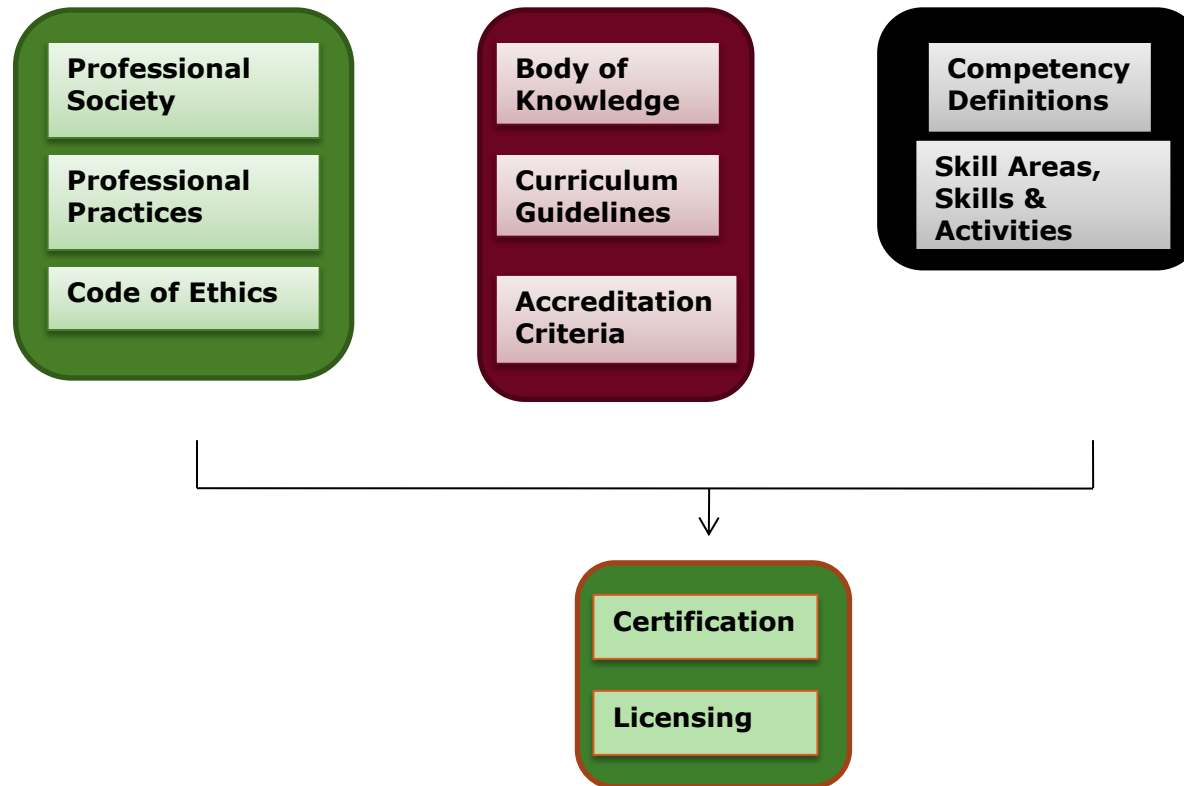 Professional
Society
Professional
Practices
Code of Ethics
Body of
Knowledge
Curriculum
Guidelines
Accreditation
Criteria
Competency
Definitions
Skill Areas,
Skills &
Activities
Certification
Licensing